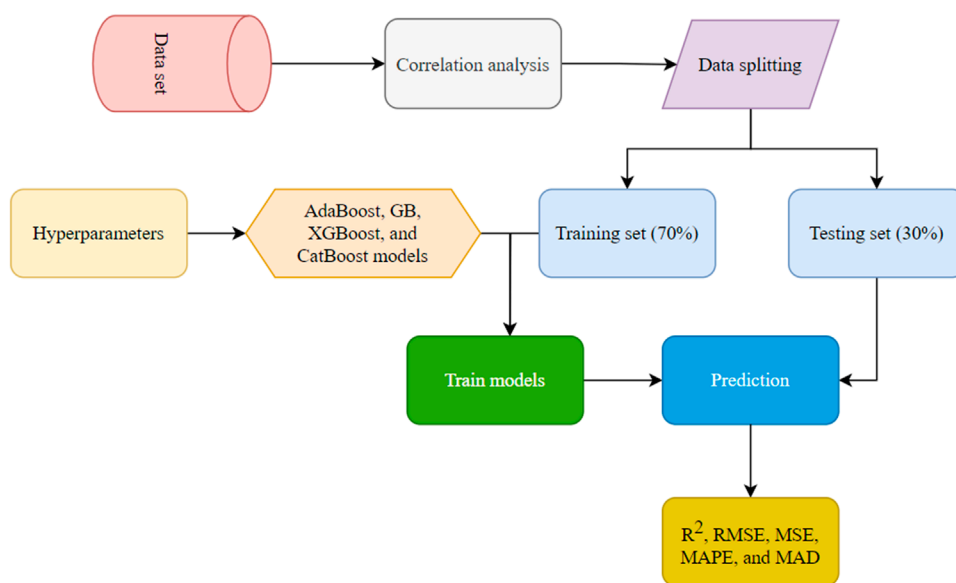 Data set
Correlation analysis
Data splitting
Hyperparameters
AdaBoost, GB,
XGBoost, and
CatBoost models
Training set (70%)
Testing set (30%)
Train models
Prediction
R², RMSE, MSE,
MAPE, and MAD